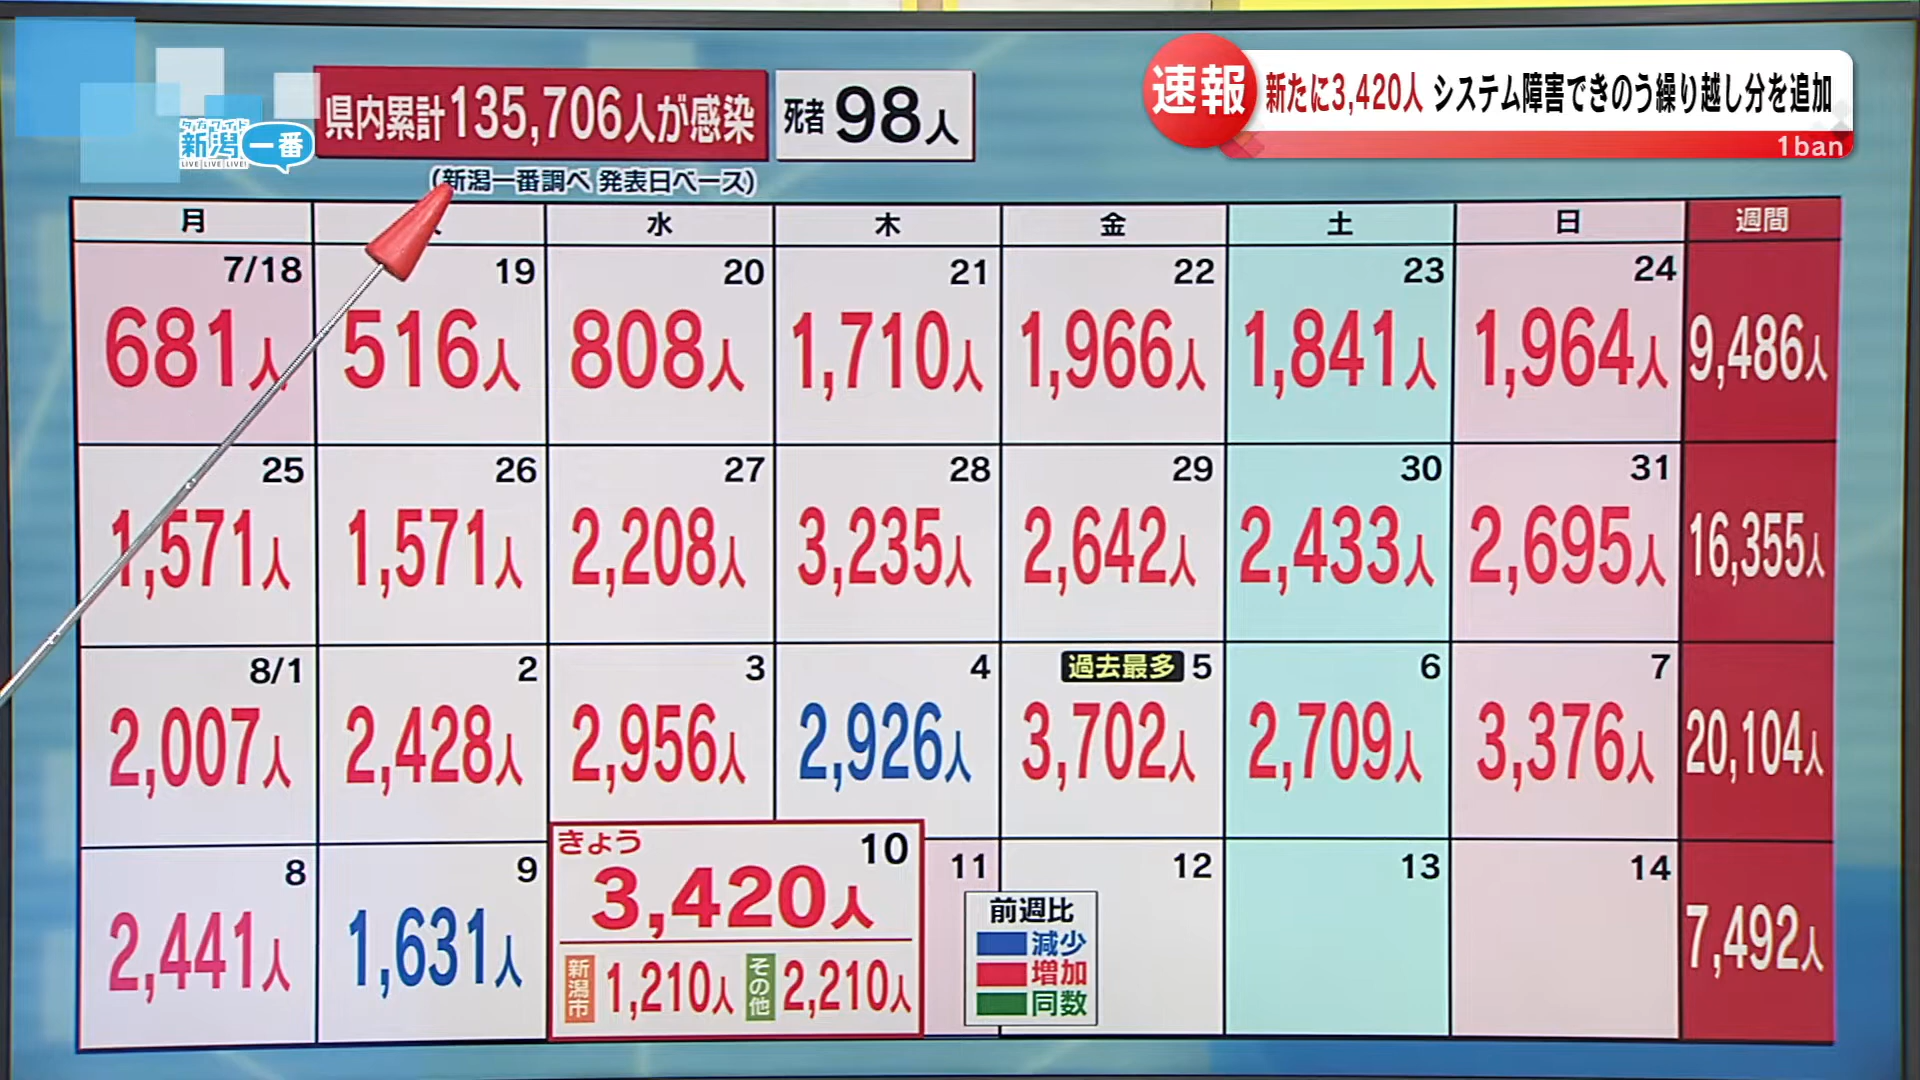 速報
新たに3,420人 システム障害できのう繰り越し分を追加
1ban
夕方ワイド
新潟一番
LIVE LIVE LIVE!
県内累計135,706人が感染
死者 98人
(新潟一番調べ 発表日ベース)
月 水 木 金 土 日 週間
7/18 19 20 21 22 23 24
681人 516人 808人 1,710人 1,966人 1,841人 1,964人 9,486人
25 26 27 28 29 30 31
1,571人 1,571人 2,208人 3,235人 2,642人 2,433人 2,695人 16,355人
8/1 2 3 4 過去最多 5 6 7
2,007人 2,428人 2,956人 2,926人 3,702人 2,709人 3,376人 20,104人
8 9 きょう 10 11 12 13 14
2,441人 1,631人 3,420人 7,492人
新潟市 1,210人 その他 2,210人
前週比
減少
増加
同数